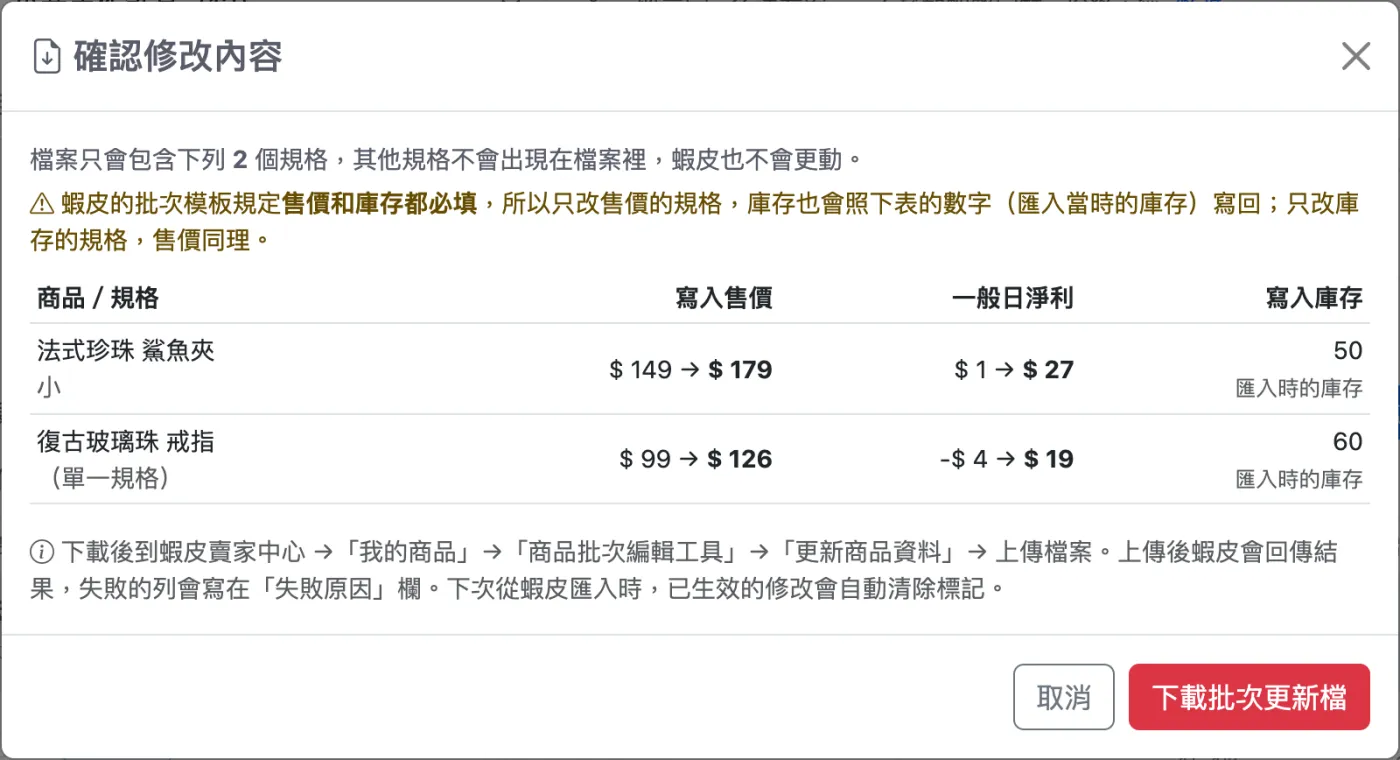 確認修改內容
檔案只會包含下列 2 個規格，其他規格不會出現在檔案裡，蝦皮也不會更動。
蝦皮的批次模板規定售價和庫存都必填，所以只改售價的規格，庫存也會照下表的數字（匯入當時的庫存）寫回；只改庫
存的規格，售價同理。
商品 / 規格 寫入售價 一般日淨利 寫入庫存
法式珍珠 鯊魚夾
小
$ 149 → $ 179
$ 1 → $ 27
50
匯入時的庫存
復古玻璃珠 戒指
（單一規格）
$ 99 → $ 126
-$ 4 → $ 19
60
匯入時的庫存
下載後到蝦皮賣家中心 →「我的商品」→「商品批次編輯工具」→「更新商品資料」→ 上傳檔案。上傳後蝦皮會回傳結
果，失敗的列會寫在「失敗原因」欄。下次從蝦皮匯入時，已生效的修改會自動清除標記。
取消
下載批次更新檔